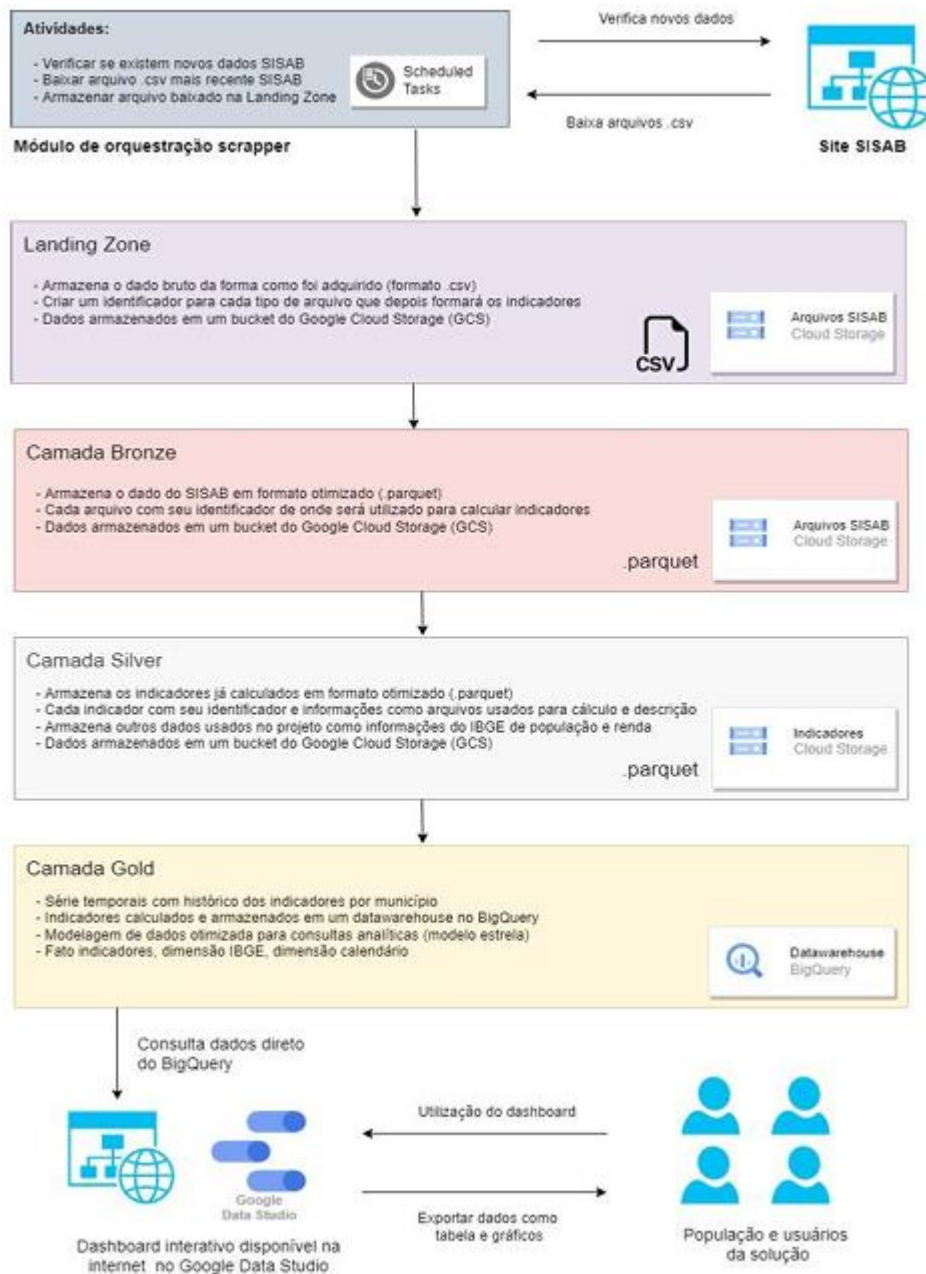 Atividades:
- Verificar se existem novos dados SISAB
- Baixar arquivo .csv mais recente SISAB
- Armazenar arquivo baixado na Landing Zone
Scheduled
Tasks
Módulo de orquestração scrapper
Verifica novos dados
Baixa arquivos .csv
Site SISAB
Landing Zone
- Armazena o dado bruto da forma como foi adquirido (formato .csv)
- Criar um identificador para cada tipo de arquivo que depois formará os indicadores
- Dados armazenados em um bucket do Google Cloud Storage (GCS)
CSV
Arquivos SISAB
Cloud Storage
Camada Bronze
- Armazena o dado do SISAB em formato otimizado (.parquet)
- Cada arquivo com seu identificador de onde será utilizado para calcular indicadores
- Dados armazenados em um bucket do Google Cloud Storage (GCS)
.parquet
Arquivos SISAB
Cloud Storage
Camada Silver
- Armazena os indicadores já calculados em formato otimizado (.parquet)
- Cada indicador com seu identificador e informações como arquivos usados para cálculo e descrição
- Armazena outros dados usados no projeto como informações do IBGE de população e renda
- Dados armazenados em um bucket do Google Cloud Storage (GCS)
.parquet
Indicadores
Cloud Storage
Camada Gold
- Série temporais com histórico dos indicadores por município
- Indicadores calculados e armazenados em um datawarehouse no BigQuery
- Modelagem de dados otimizada para consultas analíticas (modelo estrela)
- Fato indicadores, dimensão IBGE, dimensão calendário
Datawarehouse
BigQuery
Consulta dados direto
do BigQuery
Google
Data Studio
Dashboard interativo disponível na
internet no Google Data Studio
Utilização do dashboard
Exportar dados como
tabela e gráficos
População e usuários
da solução